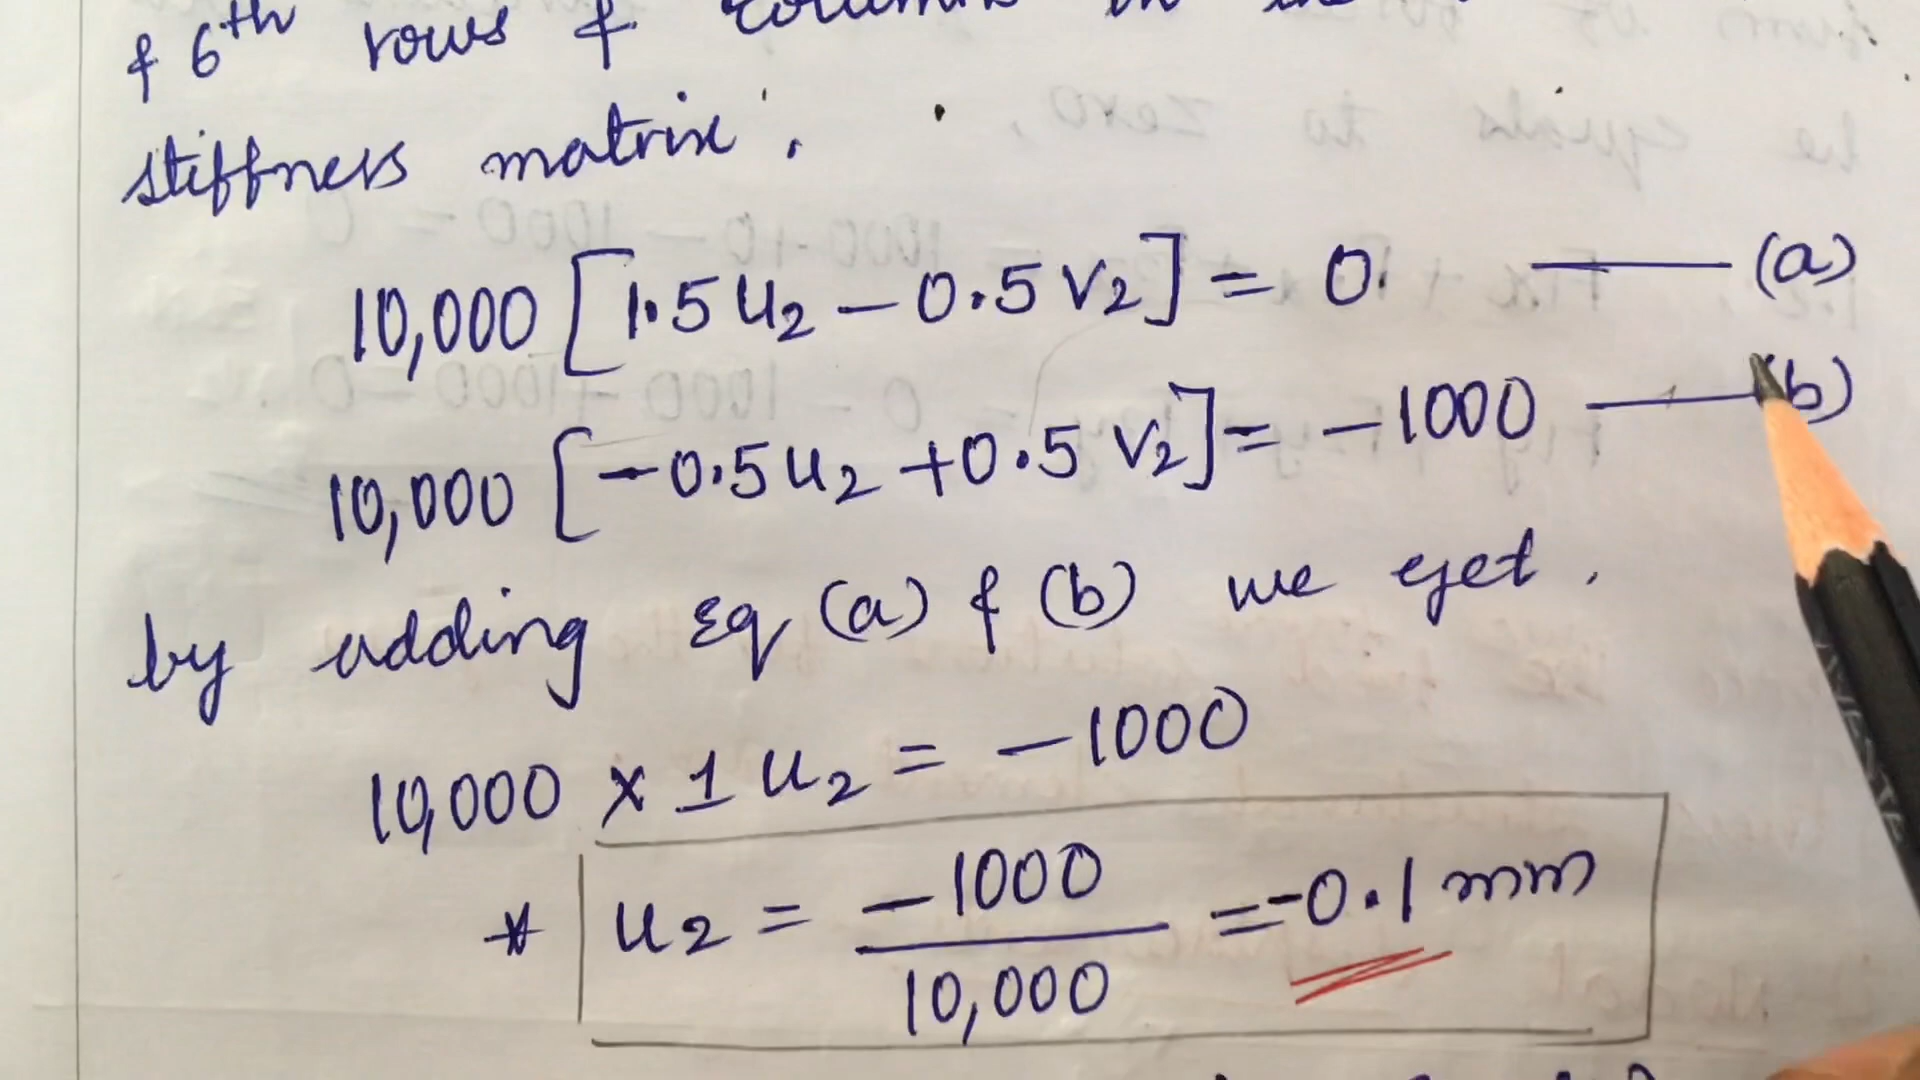 & 6th rows & columns in
stiffness matrix.
10,000 [1.5 u2 - 0.5 v2] = 0. —— (a)
10,000 [-0.5 u2 + 0.5 v2] = -1000 —— (b)
by adding Eq (a) & (b) we get.
10,000 x 1 u2 = -1000
* u2 = -1000/10,000 = -0.1 mm